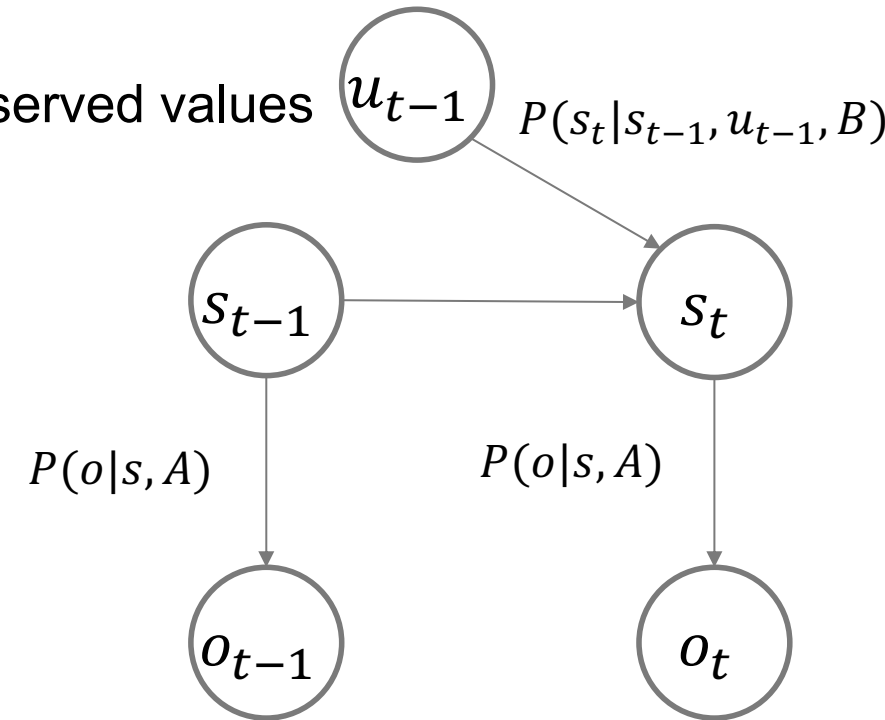 served values
u_{t-1}
P(s_t|s_{t-1}, u_{t-1}, B)
s_{t-1}
s_t
P(o|s, A)
P(o|s, A)
o_{t-1}
o_t